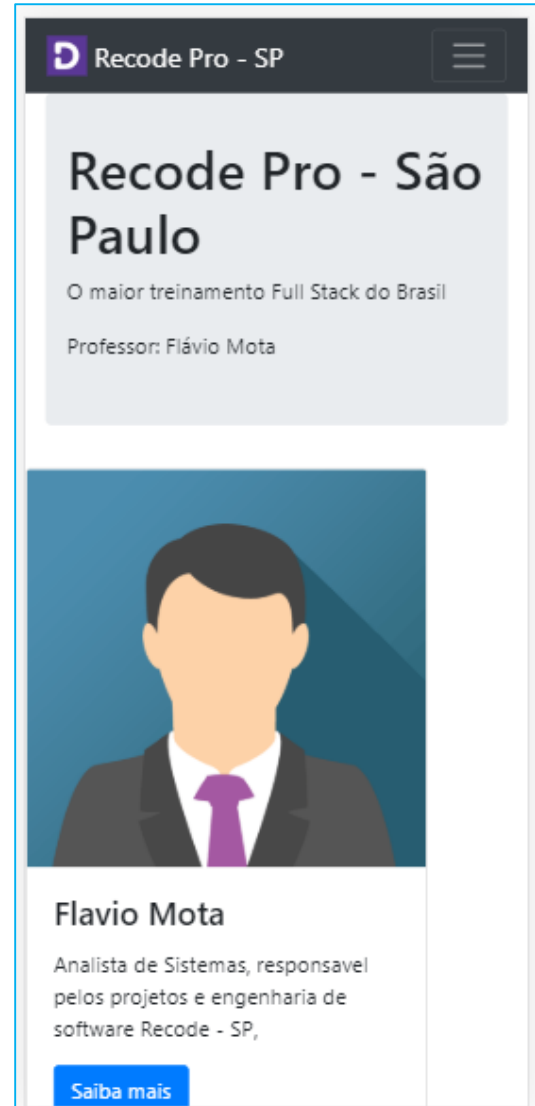 Recode Pro - SP
Recode Pro - São
Paulo
O maior treinamento Full Stack do Brasil
Professor: Flávio Mota
Flavio Mota
Analista de Sistemas, responsavel
pelos projetos e engenharia de
software Recode - SP,
Saiba mais